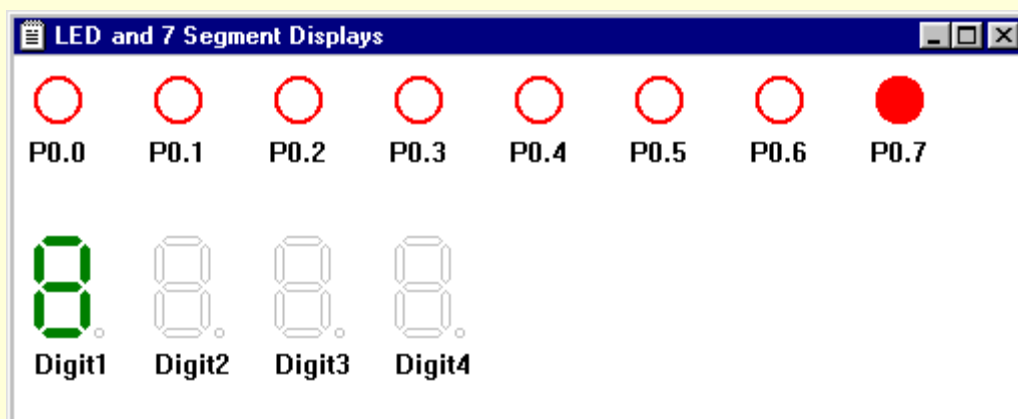 LED and 7 Segment Displays
P0.0 P0.1 P0.2 P0.3 P0.4 P0.5 P0.6 P0.7
8
Digit1 Digit2 Digit3 Digit4